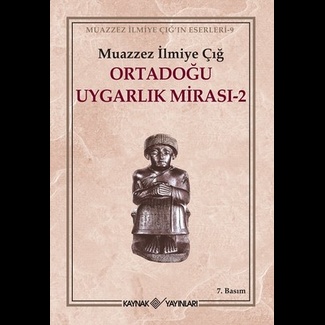 MUAZZEZ İLMİYE ÇIĞ'IN ESERLERİ-9
Muazzez İlmiye Çığ
ORTADOĞU
UYGARLIK MİRASI-2
7. Basım
KAYNAK YAYINLARI